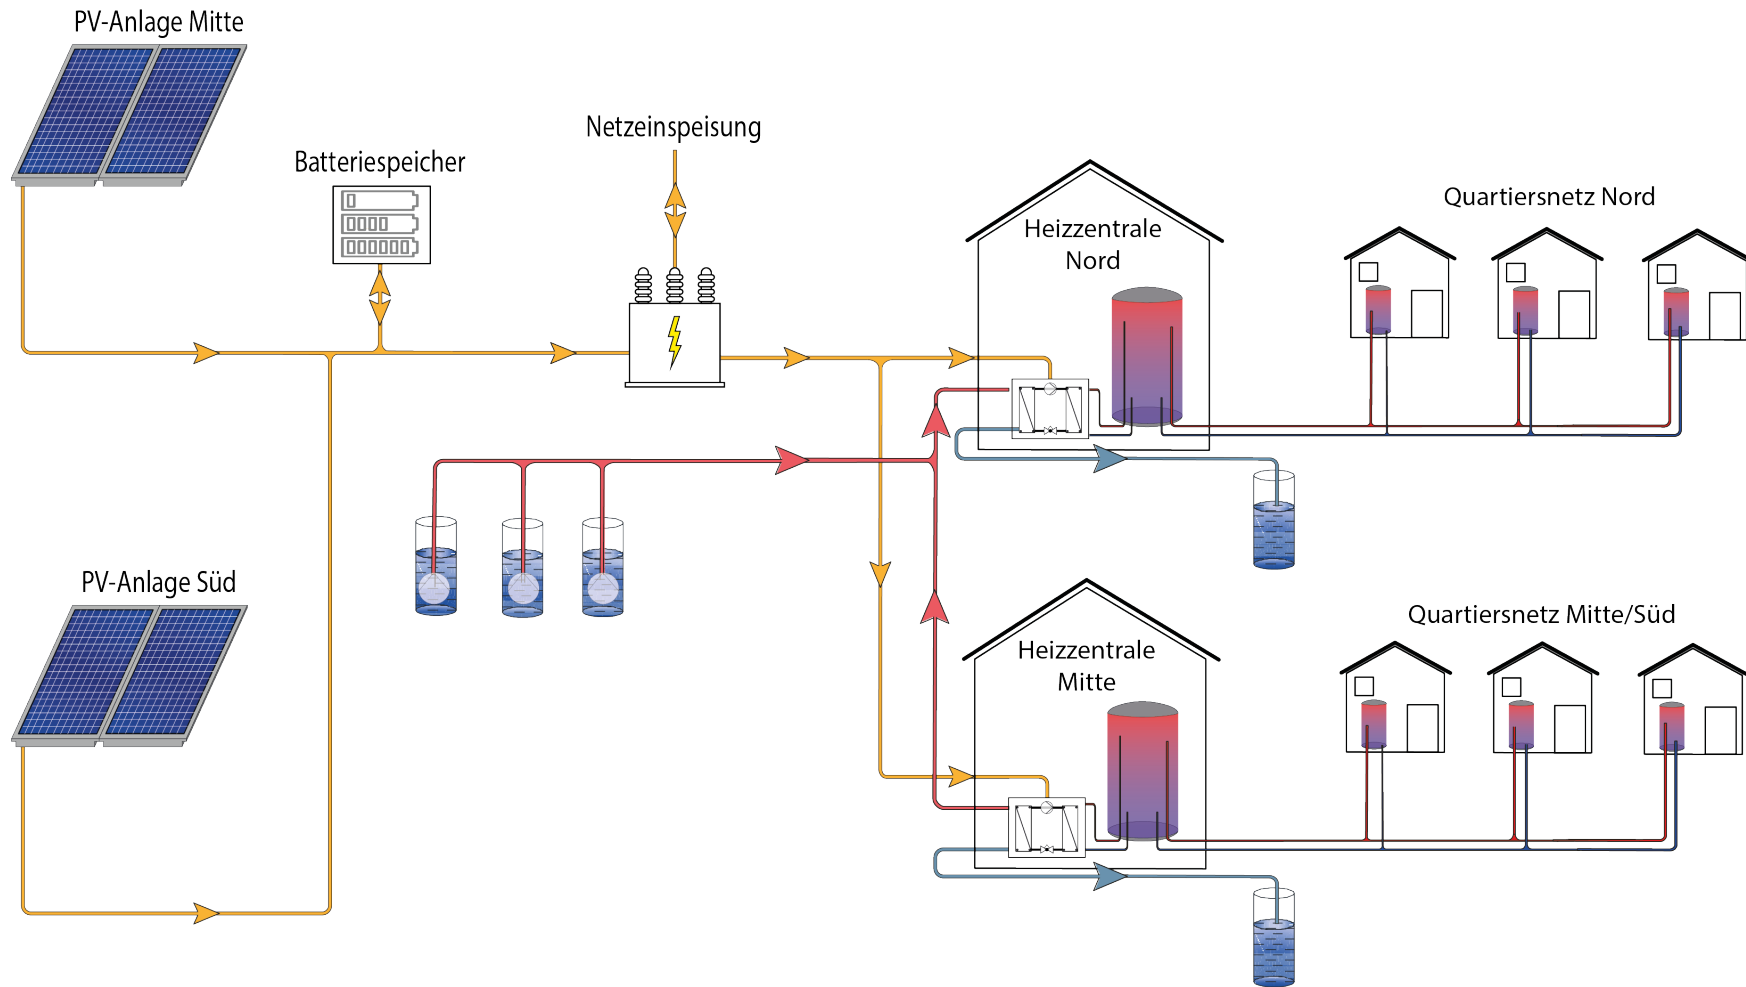 PV-Anlage Mitte
Netzeinspeisung
Batteriespeicher
Heizzentrale
Nord
Quartiersnetz Nord
PV-Anlage Süd
Heizzentrale
Mitte
Quartiersnetz Mitte/Süd